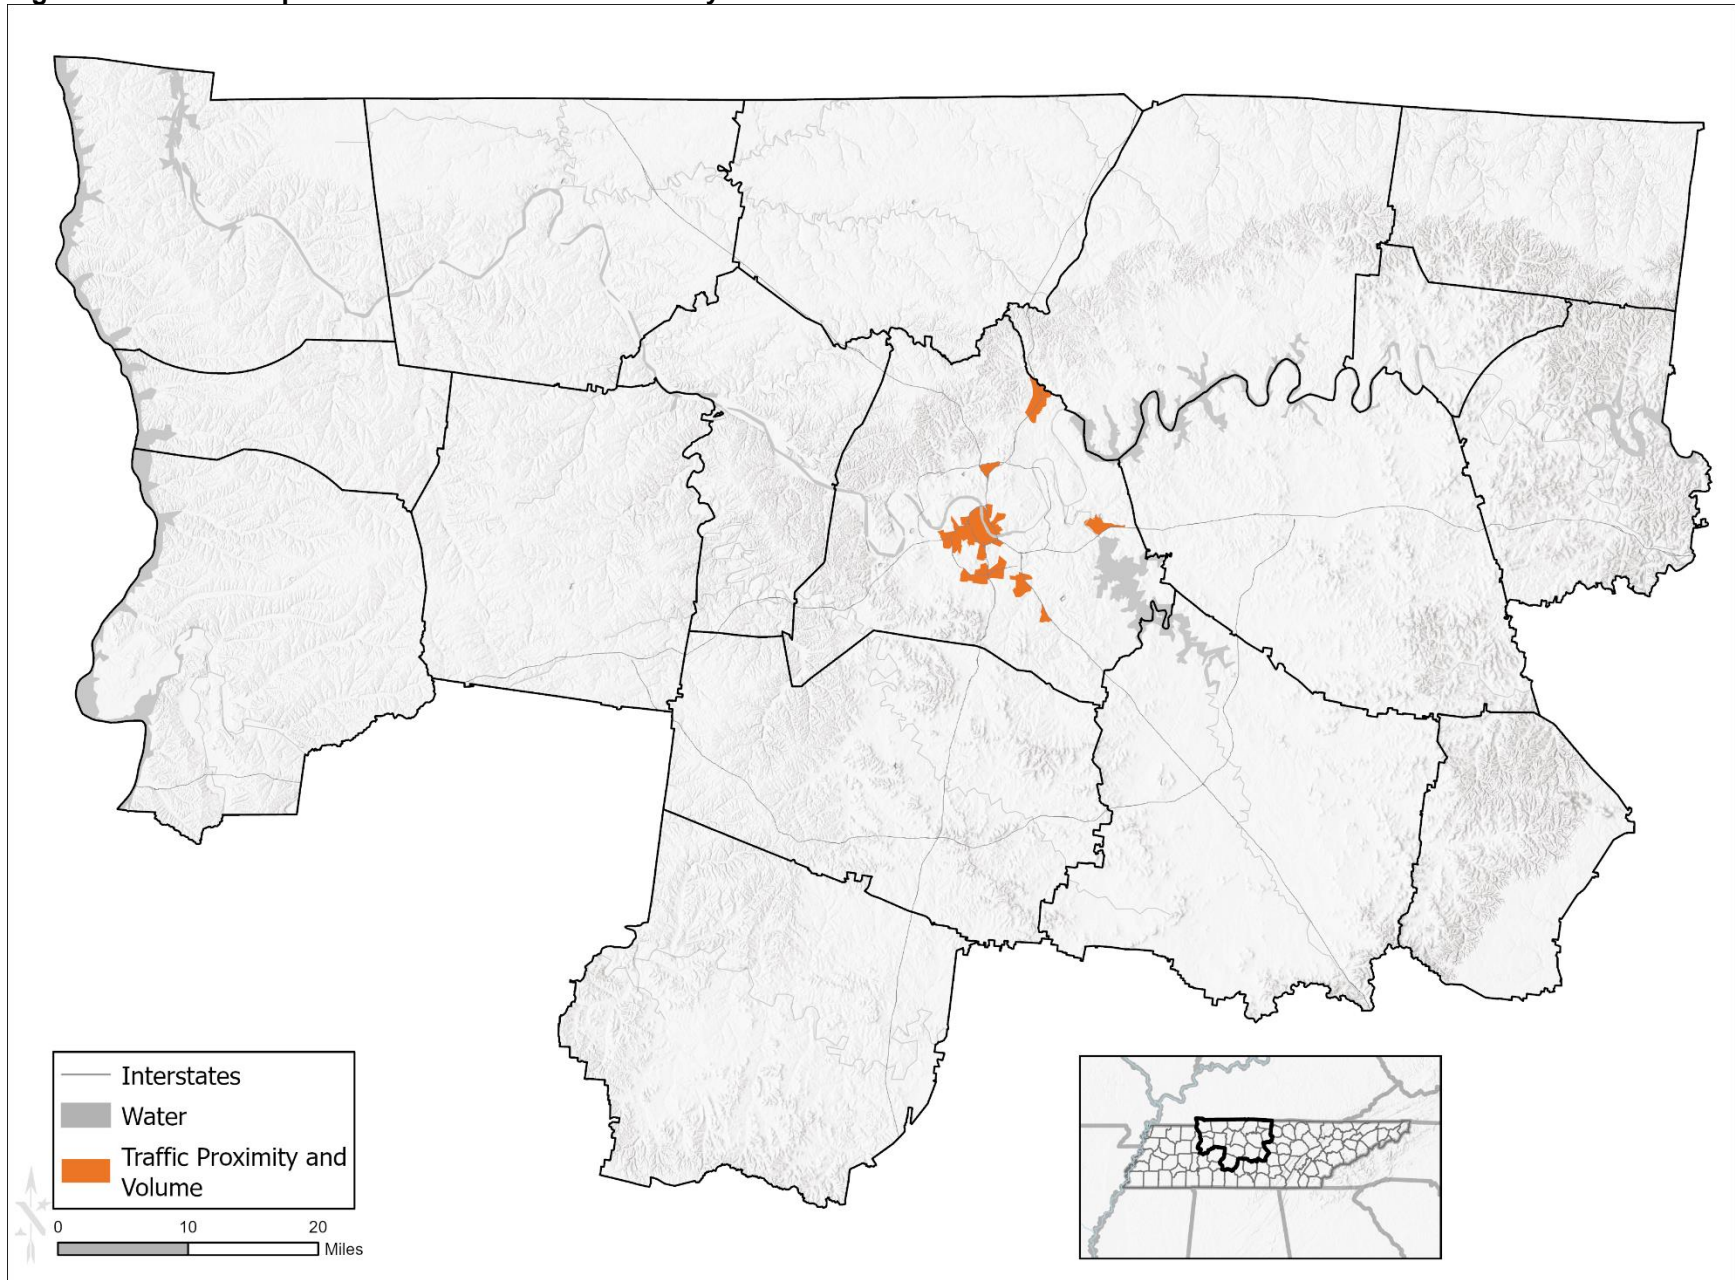 Interstates
Water
Traffic Proximity and
Volume
0 10 20
Miles